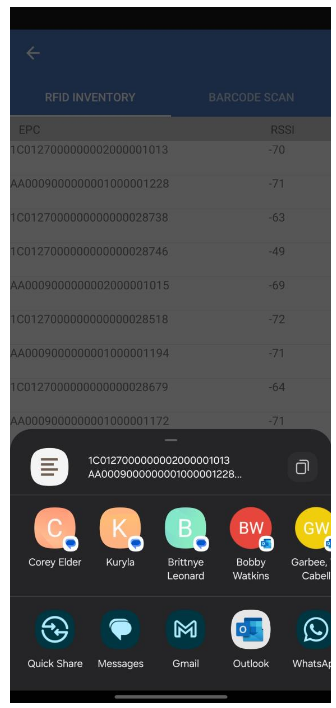 RFID INVENTORY BARCODE SCAN
EPC RSSI
1C0127000000002000001013 -70
AA0009000000001000001228 -71
1C0127000000000000028738 -63
1C0127000000000000028746 -49
AA0009000000002000001015 -69
1C0127000000000000028518 -72
AA0009000000001000001194 -71
1C0127000000000000028679 -64
AA0009000000001000001172 -71
1C0127000000002000001013
AA0009000000001000001228...
C K B BW GW
Corey Elder Kuryla Brittnye Leonard Bobby Watkins Garbee, Cabell
Quick Share Messages Gmail Outlook WhatsAp